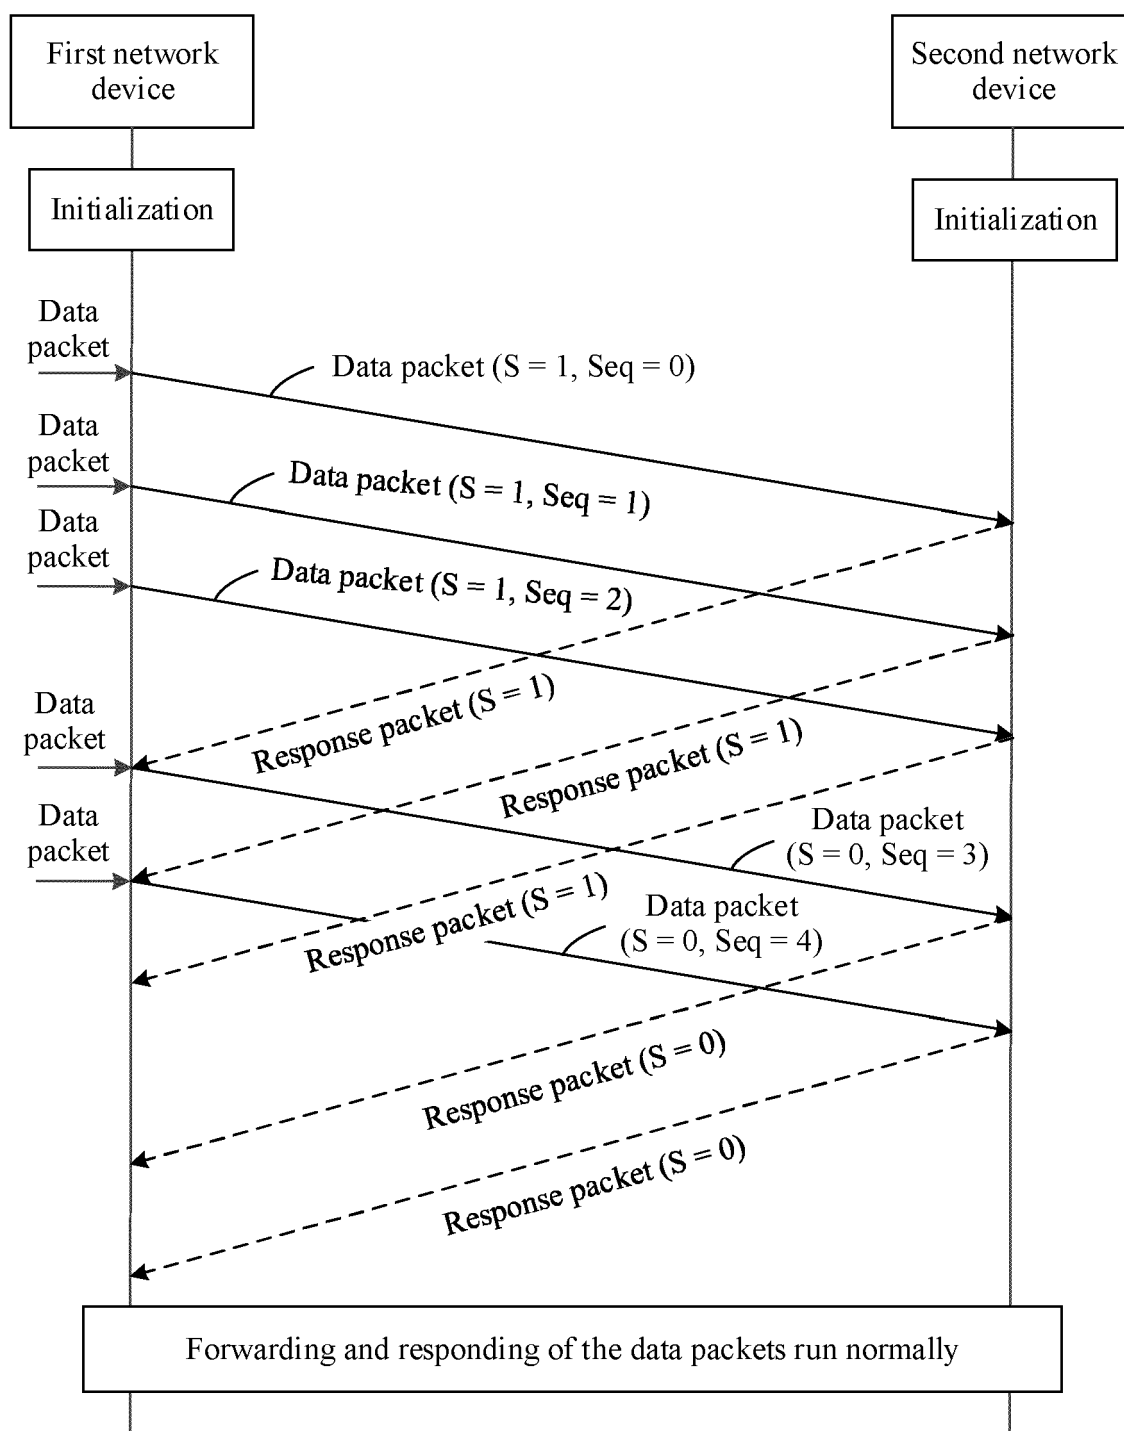 First network
device
Second network
device
Initialization
Initialization
Data
packet
Data packet (S = 1, Seq = 0)
Data
packet
Data packet (S = 1, Seq = 1)
Data
packet
Data packet (S = 1, Seq = 2)
Data
packet
Response packet (S = 1)
Response packet (S = 1)
Data
packet
Data packet
(S = 0, Seq = 3)
Response packet (S = 1)
Data packet
(S = 0, Seq = 4)
Response packet (S = 0)
Response packet (S = 0)
Forwarding and responding of the data packets run normally